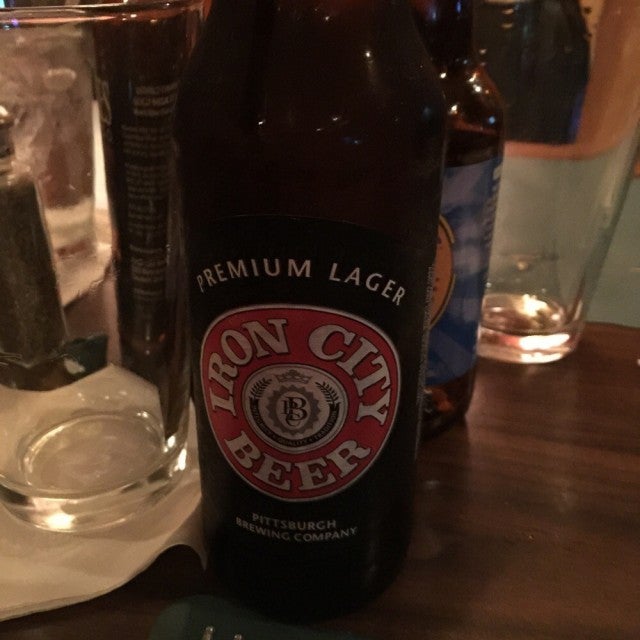 PREMIUM LAGER
IRON CITY
BEER
PITTSBURGH
BREWING COMPANY